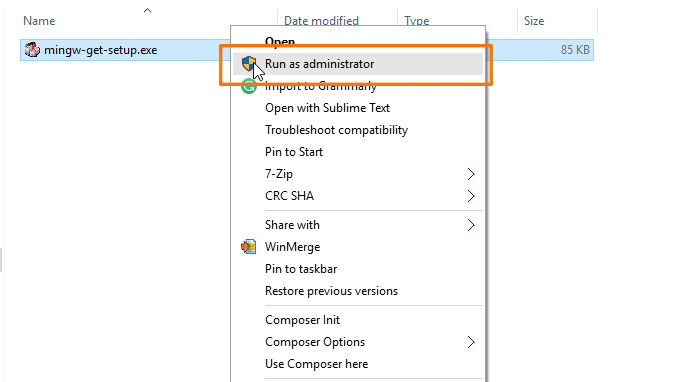 Name Date modified Type Size
mingw-get-setup.exe 85 KB
Open
Run as administrator
Import to Grammarly
Open with Sublime Text
Troubleshoot compatibility
Pin to Start
7-Zip
CRC SHA
Share with
WinMerge
Pin to taskbar
Restore previous versions
Composer Init
Composer Options
Use Composer here